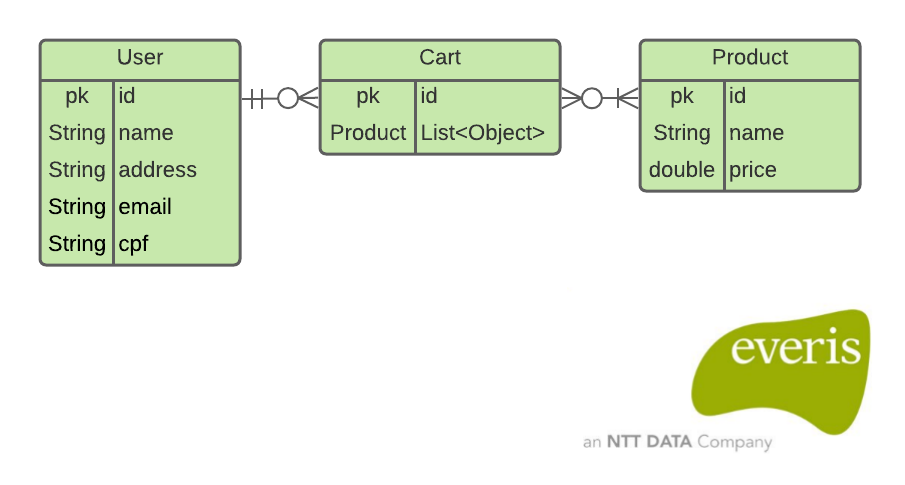 User
pk id
String name
String address
String email
String cpf
Cart
pk id
Product List<Object>
Product
pk id
String name
double price
everis
an NTT DATA Company